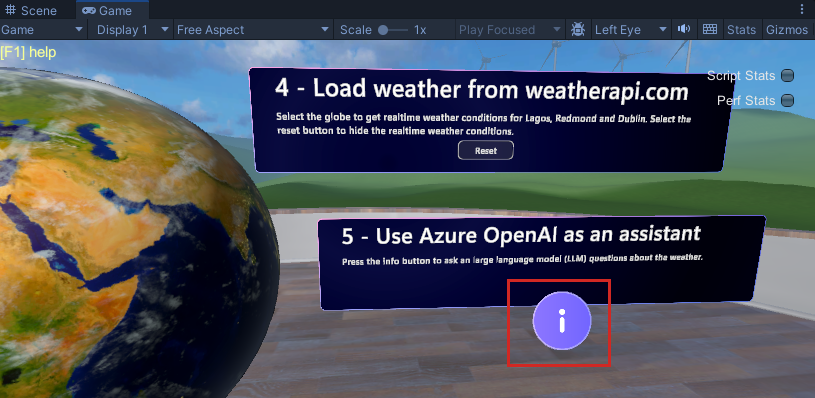 Scene
Game
Game
Display 1
Free Aspect
Scale
1x
Play Focused
Left Eye
Stats
Gizmos
[F1] help
Script Stats
Perf Stats
4 - Load weather from weatherapi.com
Select the globe to get realtime weather conditions for Lagos, Redmond and Dublin. Select the
reset button to hide the realtime weather conditions.
Reset
5 - Use Azure OpenAI as an assistant
Press the info button to ask an large language model (LLM) questions about the weather.
i